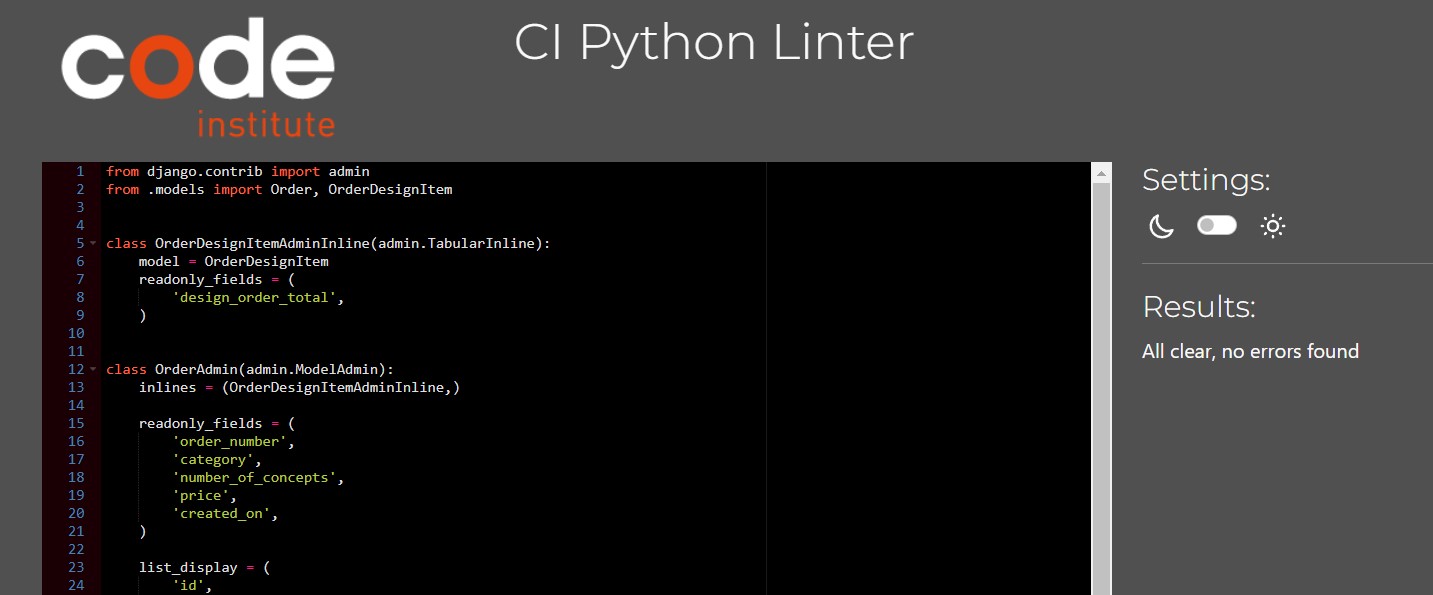 code
institute
CI Python Linter
1 from django.contrib import admin
2 from .models import Order, OrderDesignItem
3
4
5 class OrderDesignItemAdminInline(admin.TabularInline):
6     model = OrderDesignItem
7     readonly_fields = (
8         'design_order_total',
9     )
10
11
12 class OrderAdmin(admin.ModelAdmin):
13     inlines = (OrderDesignItemAdminInline,)
14
15     readonly_fields = (
16         'order_number',
17         'category',
18         'number_of_concepts',
19         'price',
20         'created_on',
21     )
22
23     list_display = (
24         'id',
Settings:
Results:
All clear, no errors found